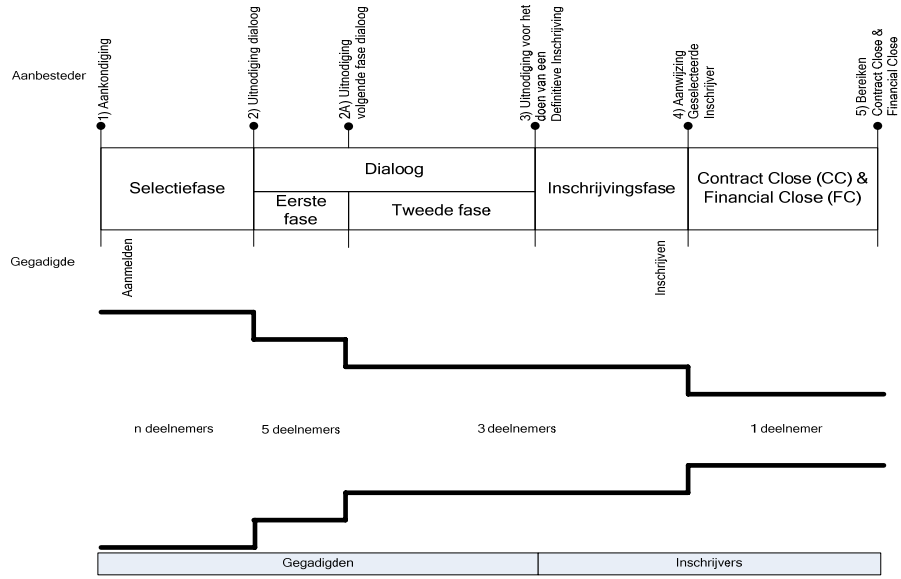 Aanbesteder
1) Aankondiging
2) Uitnodiging dialoog
2A) Uitnodiging
volgende fase dialoog
3) Uitnodiging voor het
doen van een
Definitieve Inschrijving
4) Aanwijzing
Geselecteerde
Inschrijver
5) Bereiken
Contract Close &
Financial Close
Selectiefase
Dialoog
Eerste
fase
Tweede fase
Inschrijvingsfase
Contract Close (CC) &
Financial Close (FC)
Gegadigde
Aanmelden
Inschrijven
n deelnemers
5 deelnemers
3 deelnemers
1 deelnemer
Gegadigden
Inschrijvers